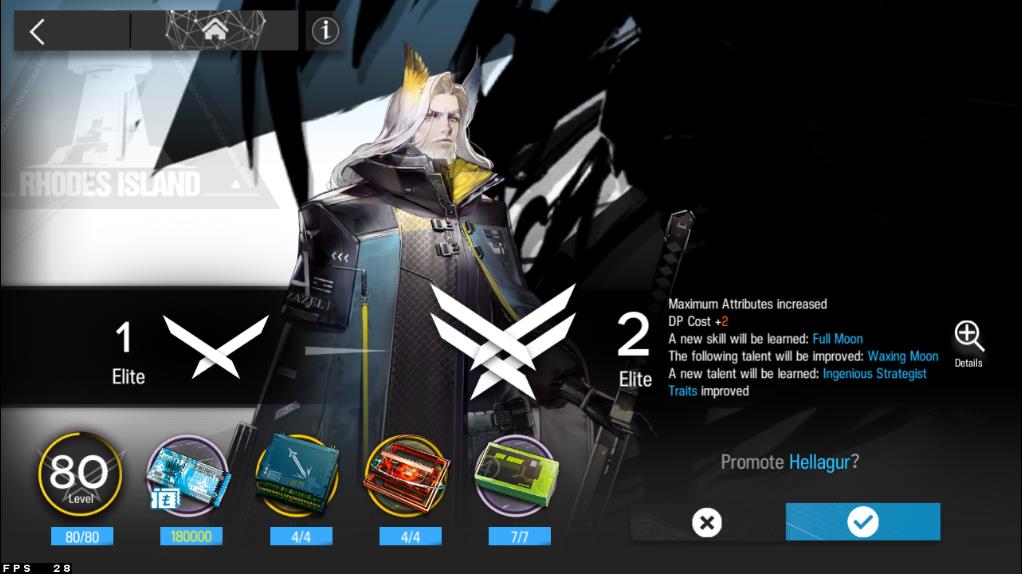 RHODES ISLAND
AZAZEL
1
Elite
2
Elite
Maximum Attributes increased
DP Cost +2
A new skill will be learned: Full Moon
The following talent will be improved: Waxing Moon
A new talent will be learned: Ingenious Strategist
Traits improved
Details
80
Level
80/80
180000
4/4
4/4
7/7
Promote Hellagur?
FPS 28